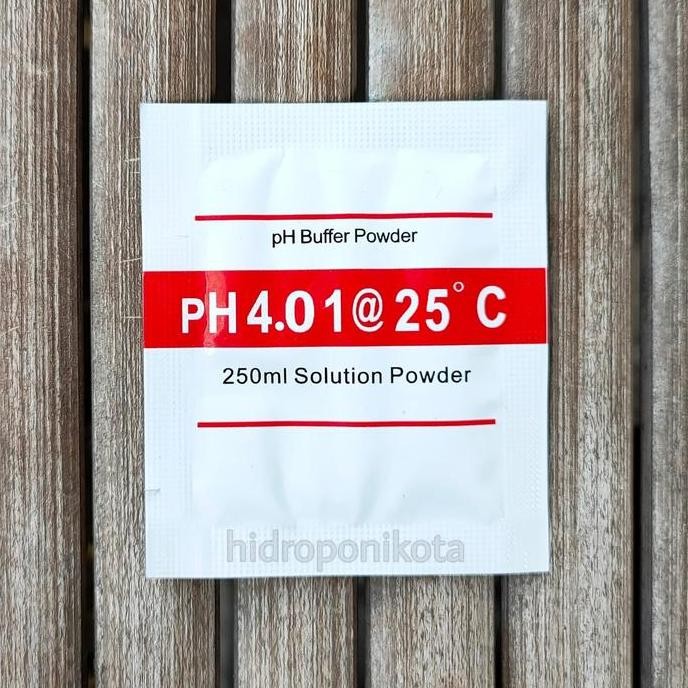 pH Buffer Powder
PH 4.01@ 25° C
250ml Solution Powder
hidroponikota